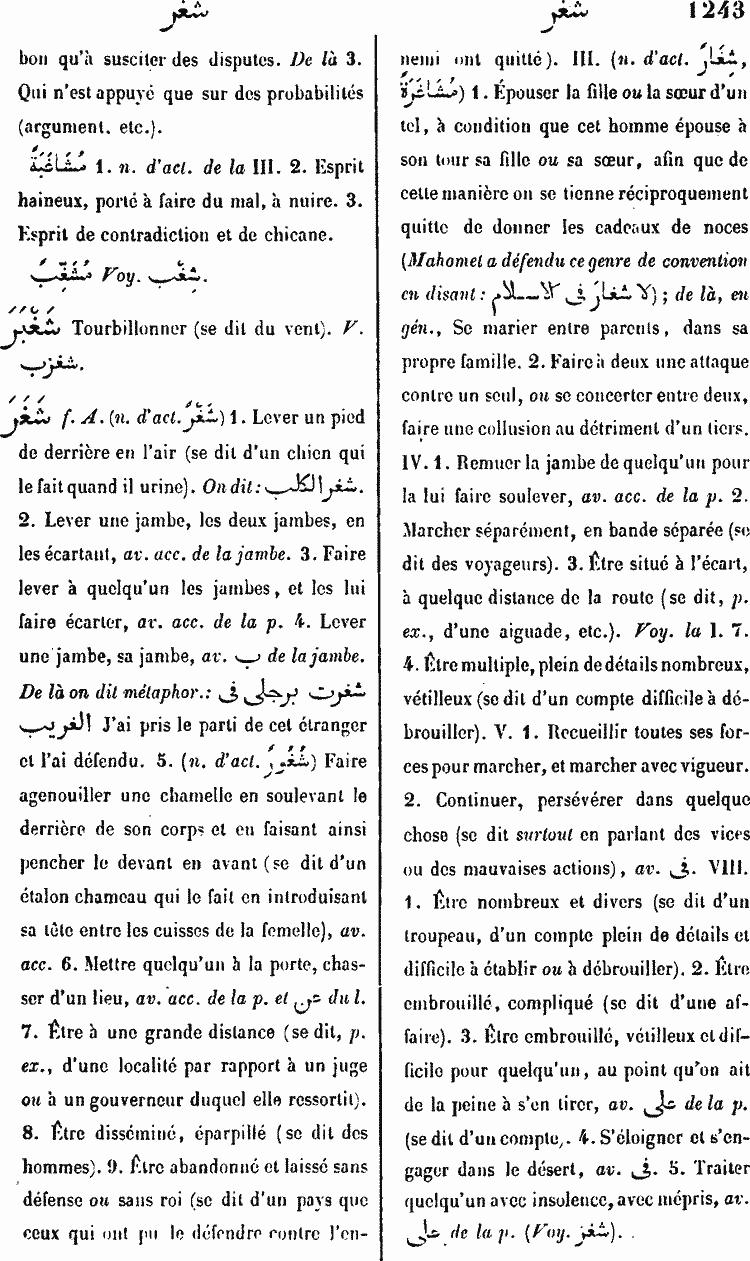 شغر شغر 1243
bon qu'à susciter des disputes. De là 3.
Qui n'est appuyé que sur des probabilités
(argument. etc.).
مُشَاغَبَةٌ 1. n. d'act. de la III. 2. Esprit
haineux, porté à faire du mal, à nuire. 3.
Esprit de contradiction et de chicane.
مُشَغِّبٌ Voy. شَغِبٌ.
شَغْبَرَ Tourbillonner (se dit du vent). V.
شغزب.
شَغَرَ f. A. (n. d'act. شَغْرٌ) 1. Lever un pied
de derrière en l'air (se dit d'un chien qui
le fait quand il urine). On dit: شغر الكلب.
2. Lever une jambe, les deux jambes, en
les écartant, av. acc. de la jambe. 3. Faire
lever à quelqu'un les jambes, et les lui
faire écarter, av. acc. de la p. 4. Lever
une jambe, sa jambe, av. ب de la jambe.
De là on dit métaphor.: شغرت برجلى فى
الغريب J'ai pris le parti de cet étranger
et l'ai défendu. 5. (n. d'act. شُغُورٌ) Faire
agenouiller une chamelle en soulevant le
derrière de son corps et en faisant ainsi
pencher le devant en avant (se dit d'un
étalon chameau qui le fait en introduisant
sa tête entre les cuisses de la femelle), av.
acc. 6. Mettre quelqu'un à la porte, chas-
ser d'un lieu, av. acc. de la p. et عن du l.
7. Être à une grande distance (se dit, p.
ex., d'une localité par rapport à un juge
ou à un gouverneur duquel elle ressortit).
8. Être disséminé, éparpillé (se dit des
hommes). 9. Être abandonné et laissé sans
défense ou sans roi (se dit d'un pays que
ceux qui ont pu le défendre contre l'en-
nemi ont quitté). III. (n. d'act. شِغَارٌ,
مُشَاغَرَةٌ) 1. Épouser la fille ou la sœur d'un
tel, à condition que cet homme épouse à
son tour sa fille ou sa sœur, afin que de
cette manière on se tienne réciproquement
quitte de donner les cadeaux de noces
(Mahomet a défendu ce genre de convention
en disant: لا شغارَ فى الاسلام); de là, en
gén., Se marier entre parents, dans sa
propre famille. 2. Faire à deux une attaque
contre un seul, ou se concerter entre deux,
faire une collusion au détriment d'un tiers.
IV. 1. Remuer la jambe de quelqu'un pour
la lui faire soulever, av. acc. de la p. 2.
Marcher séparément, en bande séparée (se
dit des voyageurs). 3. Être situé à l'écart,
à quelque distance de la route (se dit, p.
ex., d'une aiguade, etc.). Voy. la I. 7.
4. Être multiple, plein de détails nombreux,
vétilleux (se dit d'un compte difficile à dé-
brouiller). V. 1. Recueillir toutes ses for-
ces pour marcher, et marcher avec vigueur.
2. Continuer, persévérer dans quelque
chose (se dit surtout en parlant des vices
ou des mauvaises actions), av. فى. VIII.
1. Être nombreux et divers (se dit d'un
troupeau, d'un compte plein de détails et
difficile à établir ou à débrouiller). 2. Être
embrouillé, compliqué (se dit d'une af-
faire). 3. Être embrouillé, vétilleux et dif-
ficile pour quelqu'un, au point qu'on ait
de la peine à s'en tirer, av. على de la p.
(se dit d'un compte). 4. S'éloigner et s'en-
gager dans le désert, av. فى. 5. Traiter
quelqu'un avec insolence, avec mépris, av.
على de la p. (Voy. شغز).